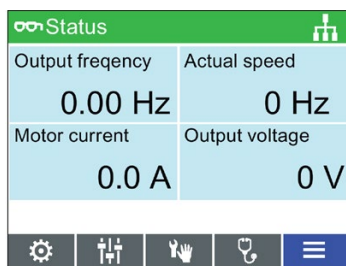 Status
Output freqency
Actual speed
0.00 Hz
0 Hz
Motor current
Output voltage
0.0 A
0 V